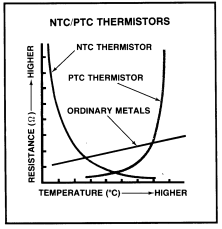 NTC/PTC THERMISTORS
NTC THERMISTOR
PTC THERMISTOR
ORDINARY METALS
RESISTANCE (Ω) → HIGHER
TEMPERATURE (°C) → HIGHER